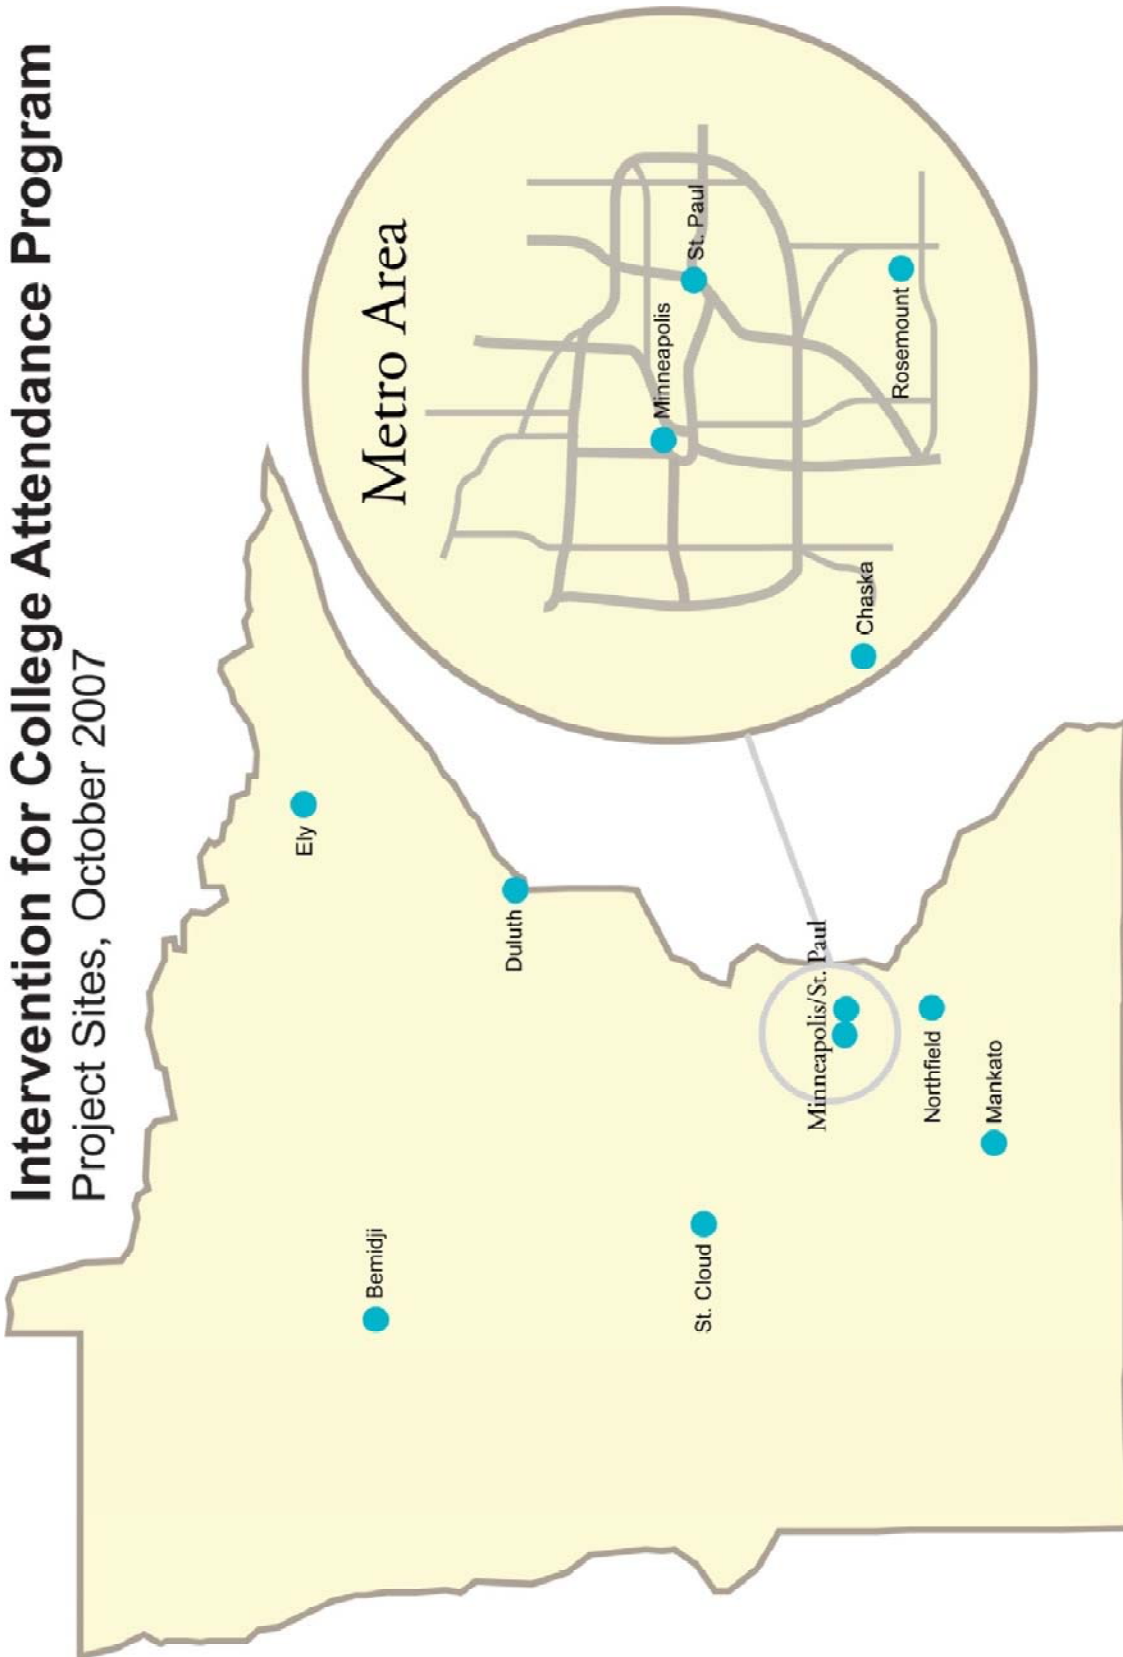 Intervention for College Attendance Program
Project Sites, October 2007
Metro Area
Ely
Bemidji
Duluth
Minneapolis
St. Paul
St. Cloud
Minneapolis/St. Paul
Chaska
Rosemount
Northfield
Mankato